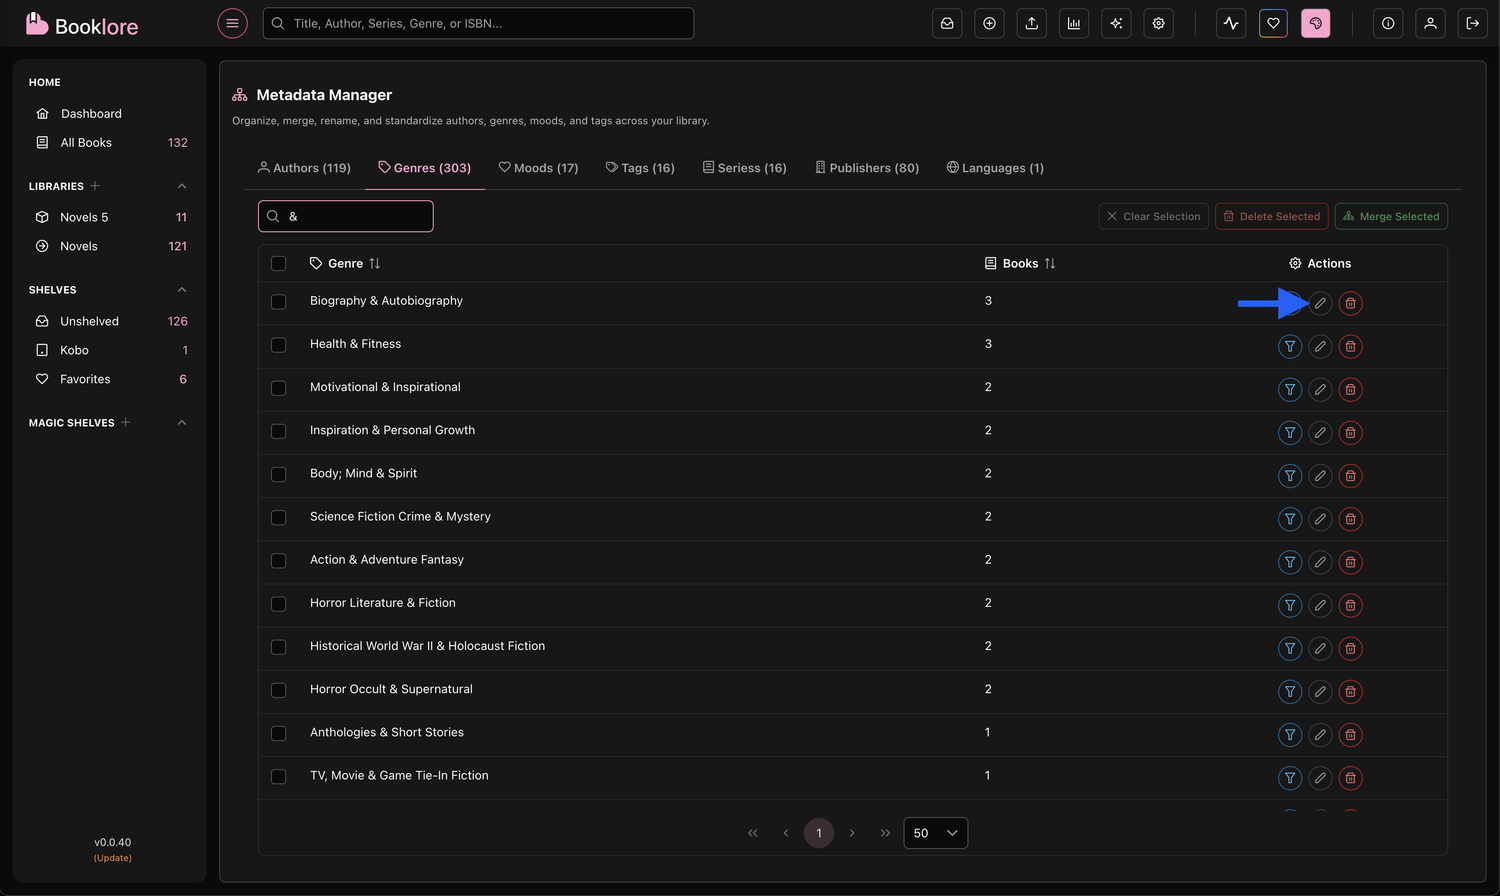 Booklore
Title, Author, Series, Genre, or ISBN...
HOME
Dashboard
All Books 132
LIBRARIES
Novels 5 11
Novels 121
SHELVES
Unshelved 126
Kobo 1
Favorites 6
MAGIC SHELVES
v0.0.40
(Update)
Metadata Manager
Organize, merge, rename, and standardize authors, genres, moods, and tags across your library.
Authors (119) Genres (303) Moods (17) Tags (16) Seriess (16) Publishers (80) Languages (1)
& Clear Selection Delete Selected Merge Selected
Genre Books Actions
Biography & Autobiography 3
Health & Fitness 3
Motivational & Inspirational 2
Inspiration & Personal Growth 2
Body; Mind & Spirit 2
Science Fiction Crime & Mystery 2
Action & Adventure Fantasy 2
Horror Literature & Fiction 2
Historical World War II & Holocaust Fiction 2
Horror Occult & Supernatural 2
Anthologies & Short Stories 1
TV, Movie & Game Tie-In Fiction 1
1 50